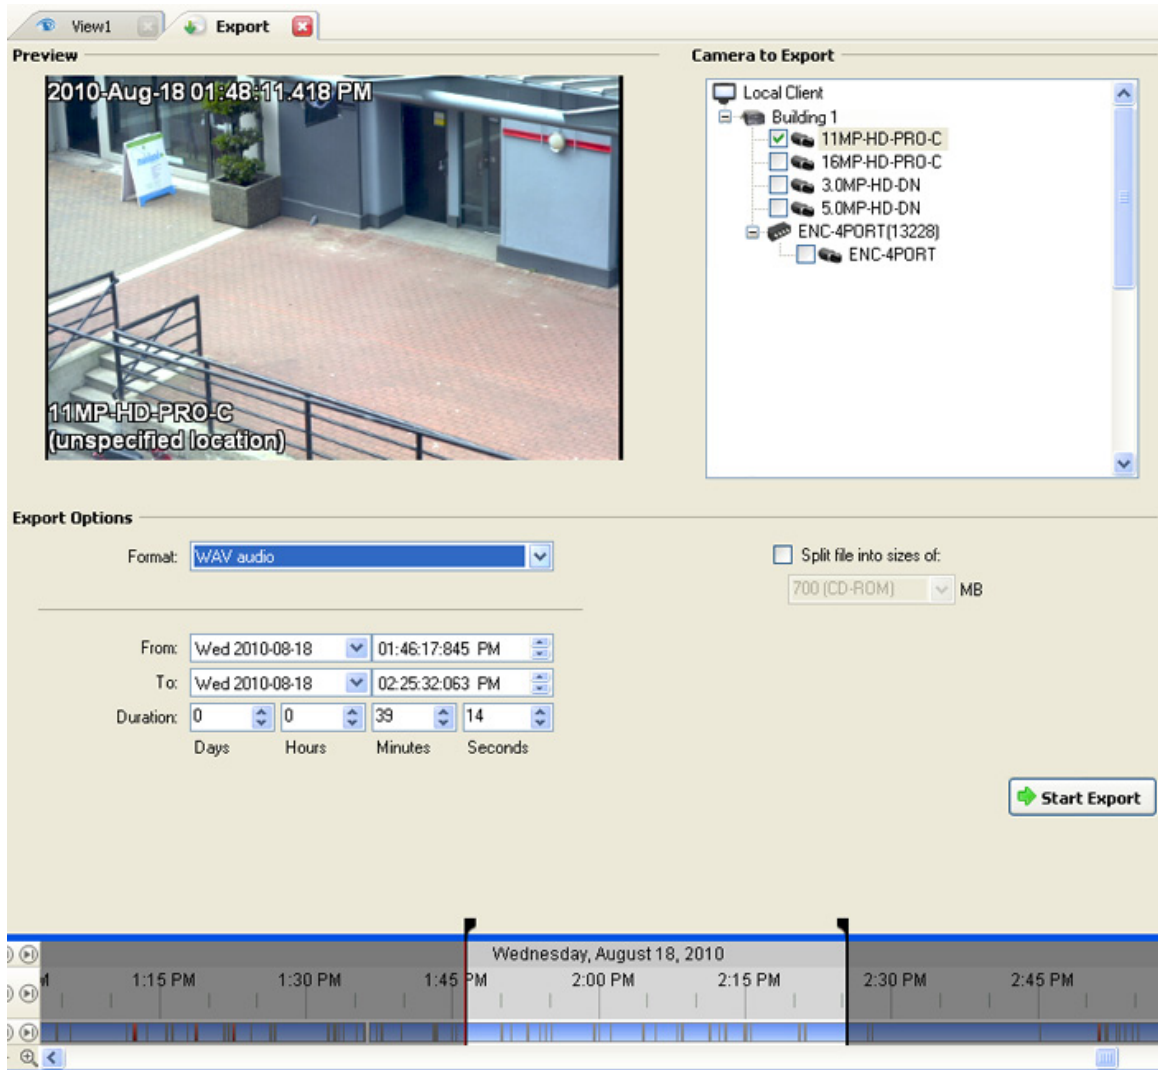 View1
Export
Preview
Camera to Export
2010-Aug-18 01:48:11.418 PM
11MP-HD-PRO-C
(unspecified location)
Local Client
Building 1
11MP-HD-PRO-C
16MP-HD-PRO-C
3.0MP-HD-DN
5.0MP-HD-DN
ENC-4PORT(13228)
ENC-4PORT
Export Options
Format: WAV audio
Split file into sizes of:
700 (CD-ROM) MB
From: Wed 2010-08-18 01:46:17:845 PM
To: Wed 2010-08-18 02:25:32:063 PM
Duration: 0 0 39 14
Days Hours Minutes Seconds
Start Export
Wednesday, August 18, 2010
1:15 PM 1:30 PM 1:45 PM 2:00 PM 2:15 PM 2:30 PM 2:45 PM